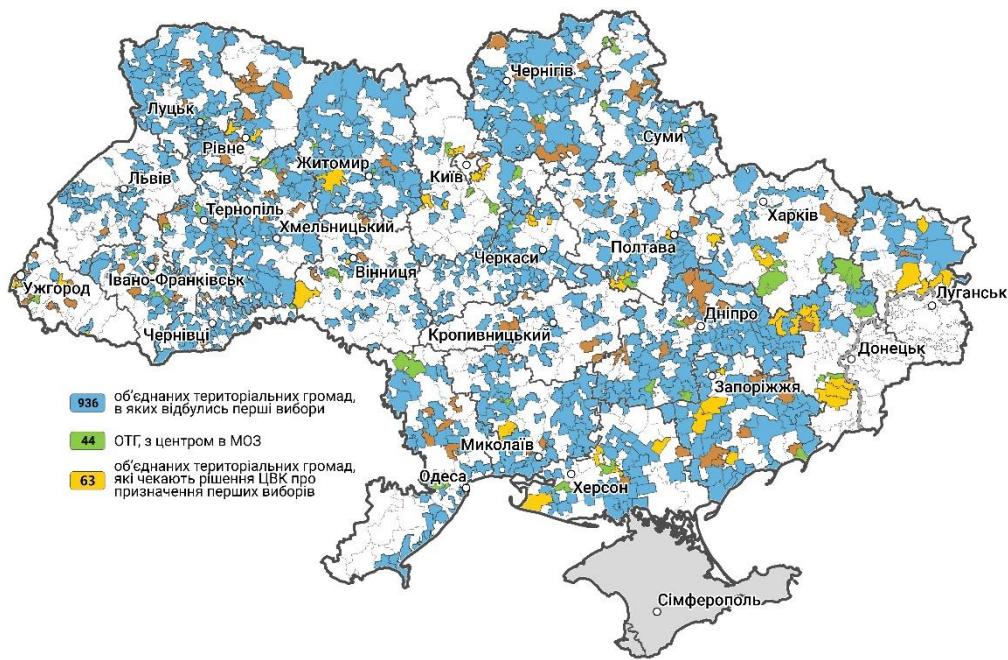 Чернігів
Луцьк
Рівне
Суми
Житомир
Київ
Львів
Харків
Тернопіль
Хмельницький
Полтава
Черкаси
Вінниця
Івано-Франківськ
Ужгород
Луганськ
Дніпро
Чернівці
Кропивницький
Донецьк
Запоріжжя
936 об'єднаних територіальних громад,
в яких відбулись перші вибори
44 ОТГ, з центром в МОЗ
63 об'єднаних територіальних громад,
які чекають рішення ЦВК про
призначення перших виборів
Миколаїв
Одеса
Херсон
Сімферополь